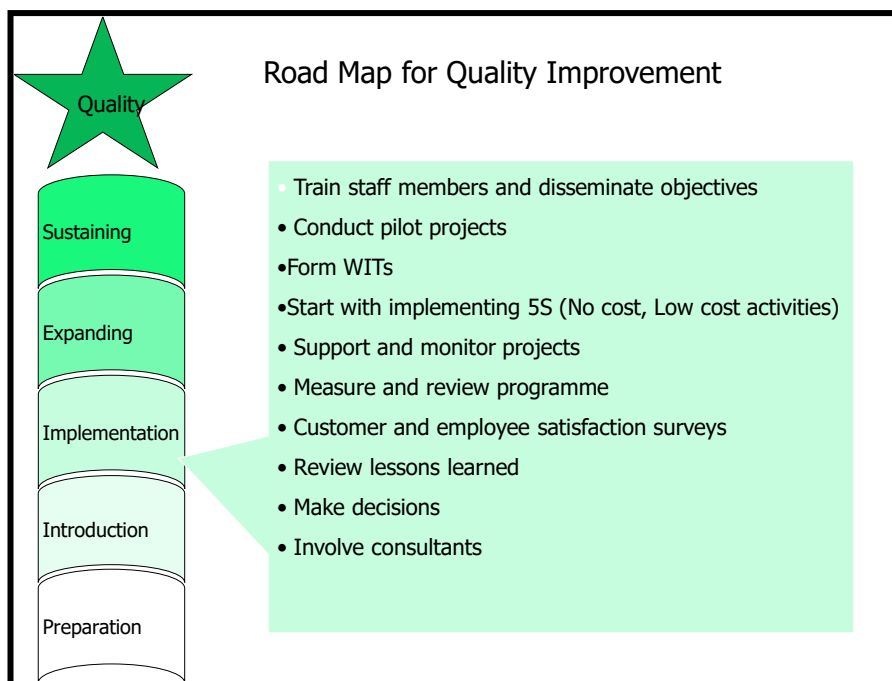 Road Map for Quality Improvement
Quality
Sustaining
Expanding
Implementation
Introduction
Preparation
• Train staff members and disseminate objectives
• Conduct pilot projects
•Form WITs
•Start with implementing 5S (No cost, Low cost activities)
• Support and monitor projects
• Measure and review programme
• Customer and employee satisfaction surveys
• Review lessons learned
• Make decisions
• Involve consultants